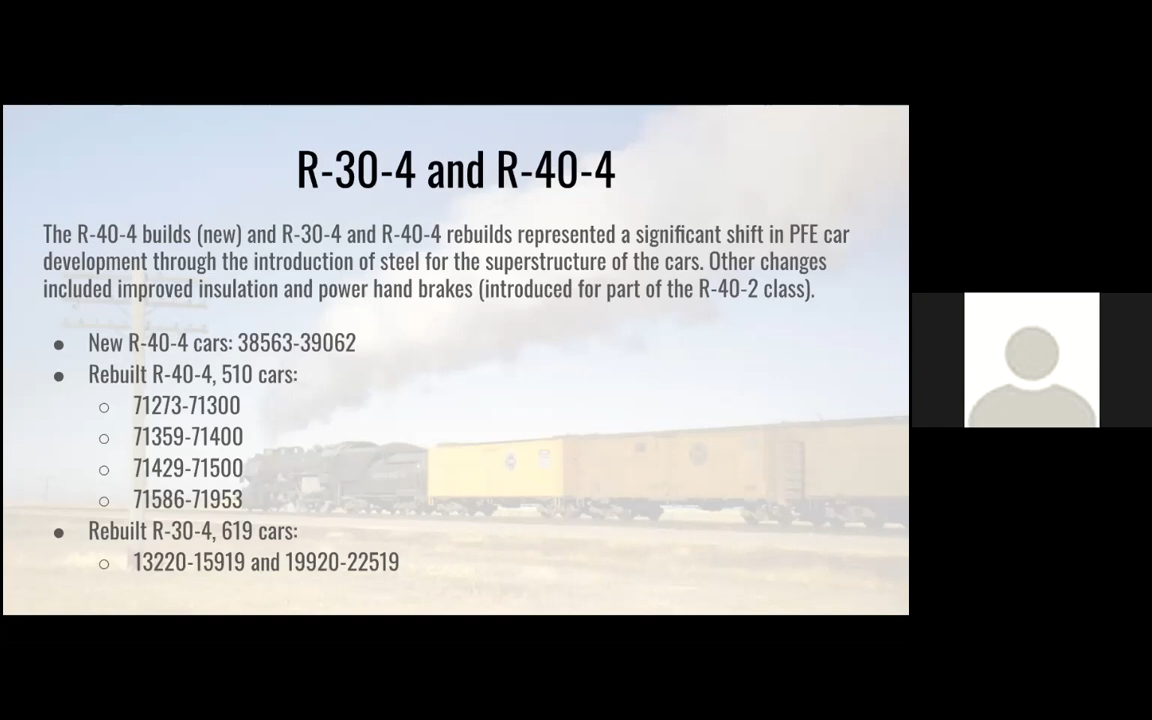 R-30-4 and R-40-4
The R-40-4 builds (new) and R-30-4 and R-40-4 rebuilds represented a significant shift in PFE car
development through the introduction of steel for the superstructure of the cars. Other changes
included improved insulation and power hand brakes (introduced for part of the R-40-2 class).
● New R-40-4 cars: 38563-39062
● Rebuilt R-40-4, 510 cars:
○ 71273-71300
○ 71359-71400
○ 71429-71500
○ 71586-71953
● Rebuilt R-30-4, 619 cars:
○ 13220-15919 and 19920-22519